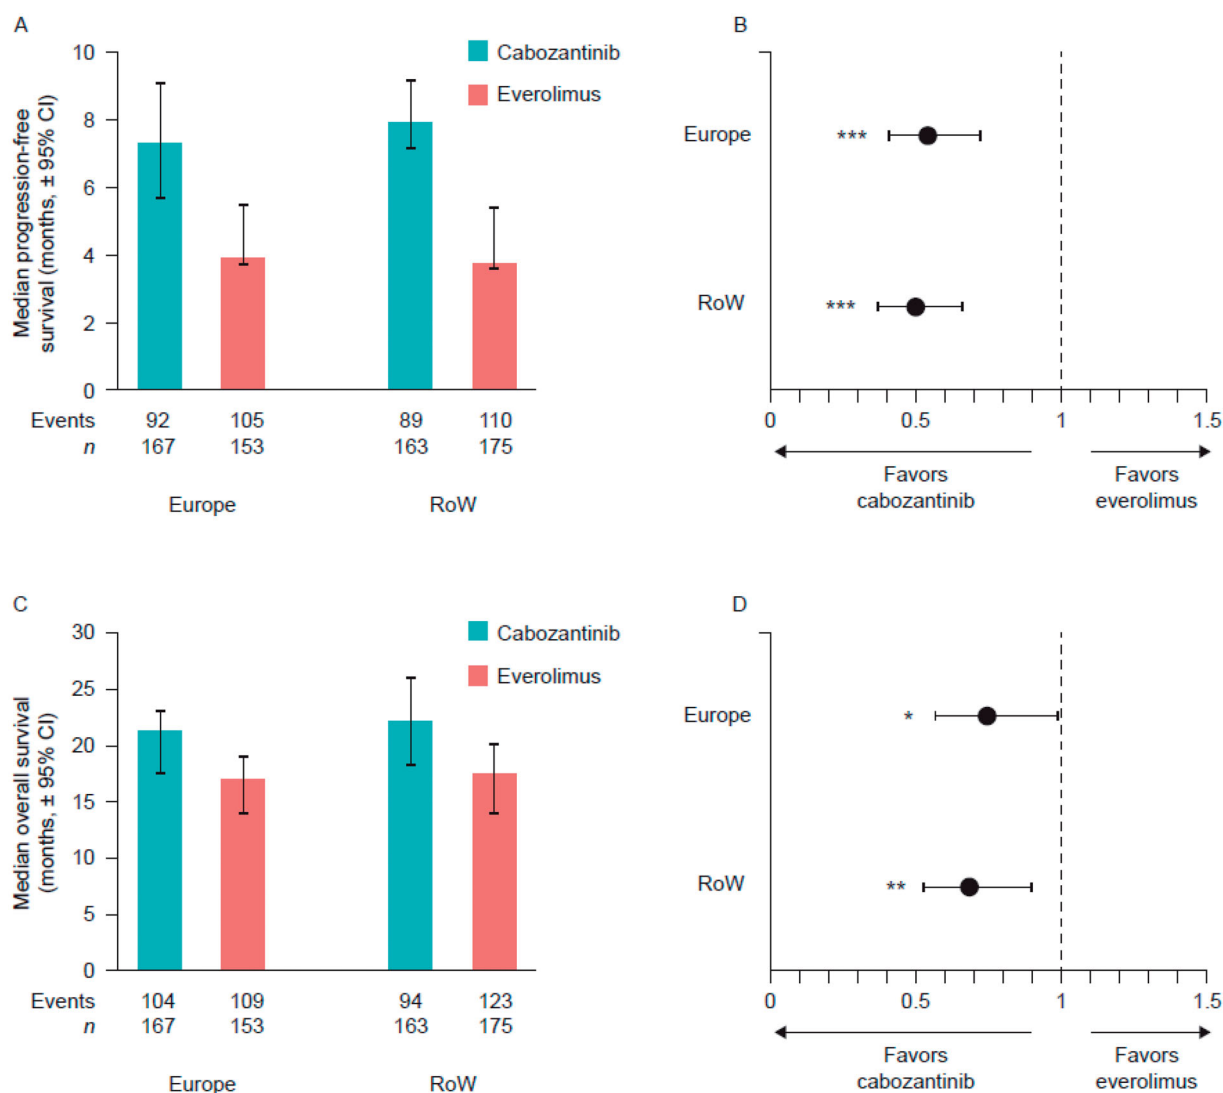 A
Median progression-free
survival (months, ± 95% CI)
10
8
6
4
2
0
Cabozantinib
Everolimus
Events 92 105 89 110
n 167 153 163 175
Europe RoW
B
Europe ***
RoW ***
0 0.5 1 1.5
Favors Favors
cabozantinib everolimus
C
Median overall survival
(months, ± 95% CI)
30
25
20
15
10
5
0
Cabozantinib
Everolimus
Events 104 109 94 123
n 167 153 163 175
Europe RoW
D
Europe *
RoW **
0 0.5 1 1.5
Favors Favors
cabozantinib everolimus